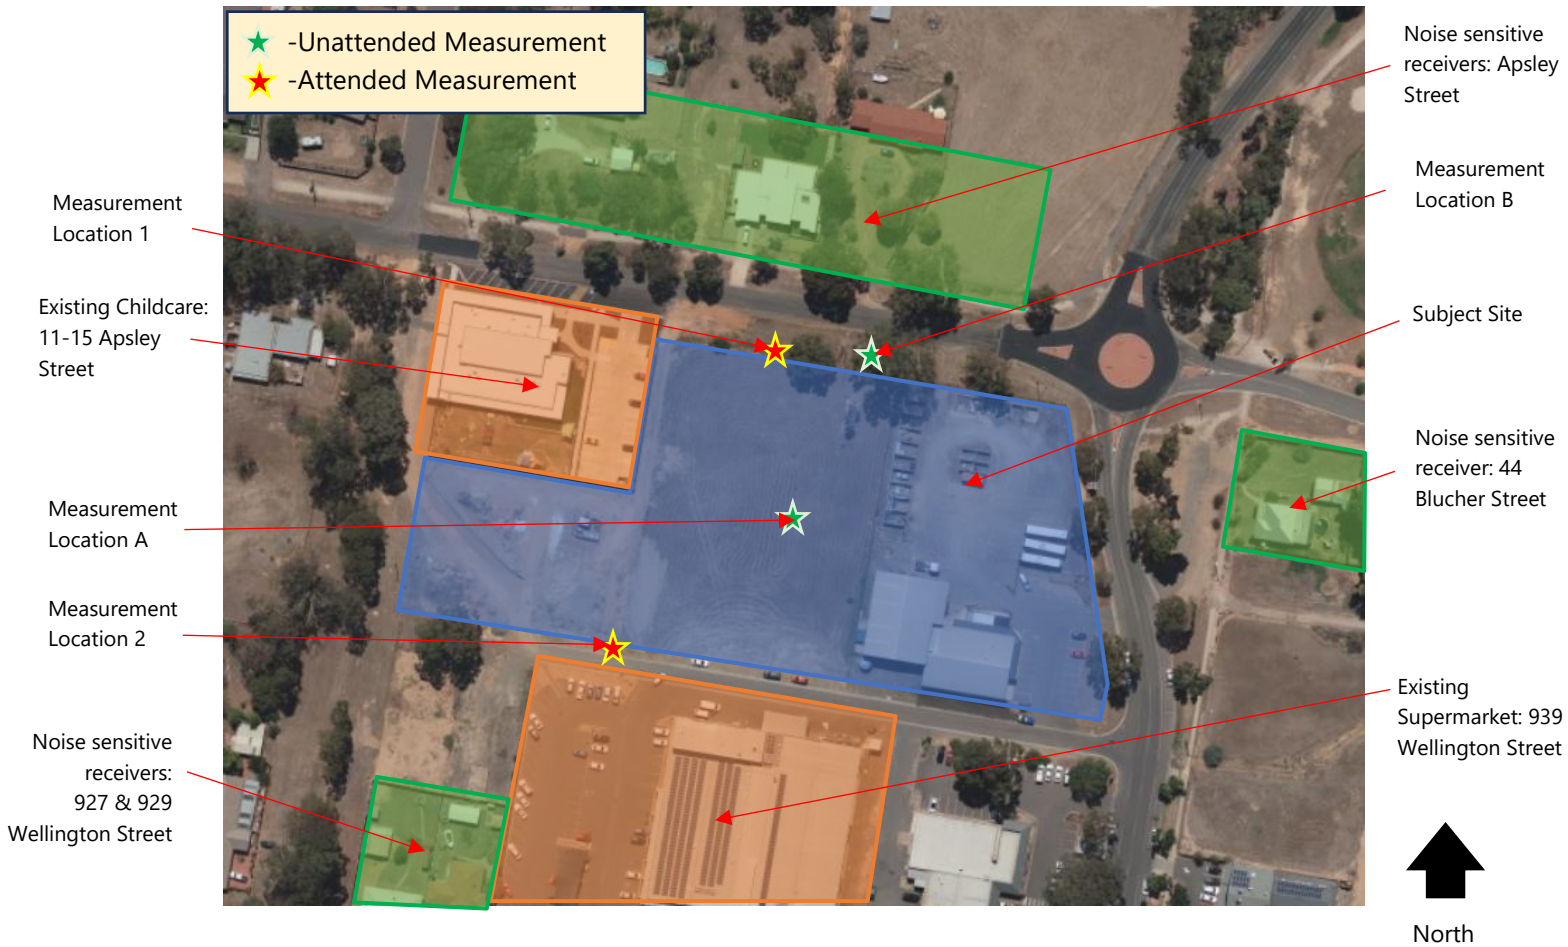 -Unattended Measurement
-Attended Measurement
Noise sensitive
receivers: Apsley
Street
Measurement
Location B
Measurement
Location 1
Existing Childcare:
11-15 Apsley
Street
Subject Site
Noise sensitive
receiver: 44
Blucher Street
Measurement
Location A
Measurement
Location 2
Existing
Supermarket: 939
Wellington Street
Noise sensitive
receivers:
927 & 929
Wellington Street
North